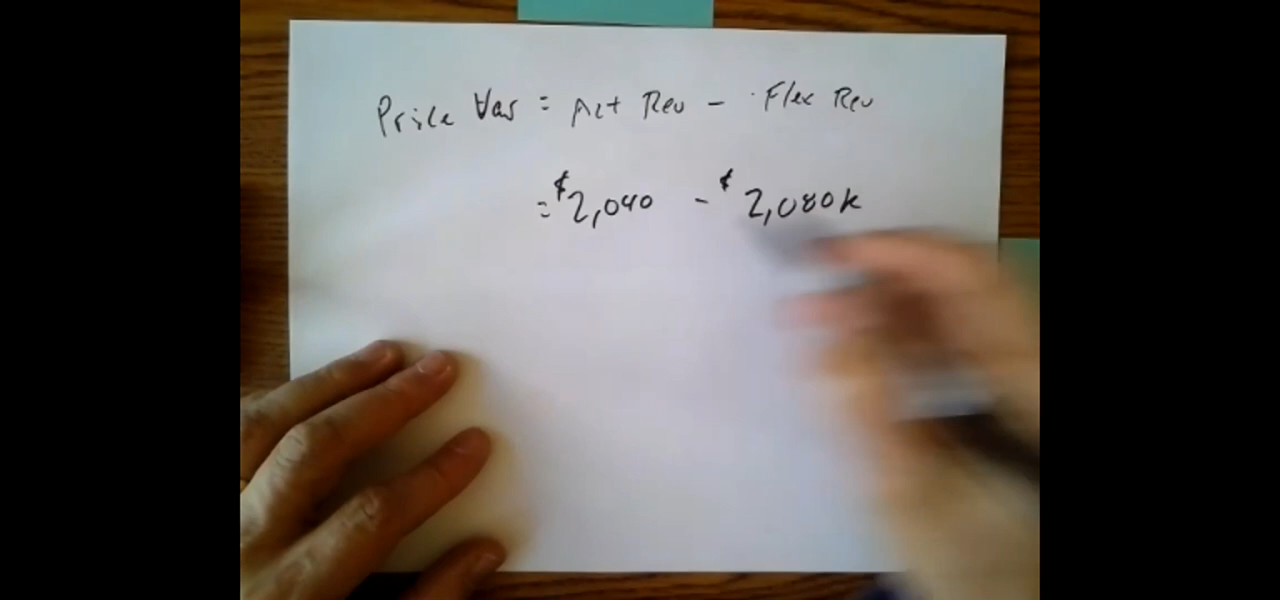 Price Var = Act Rev - Flex Rev
= $2,040 - $2,080k